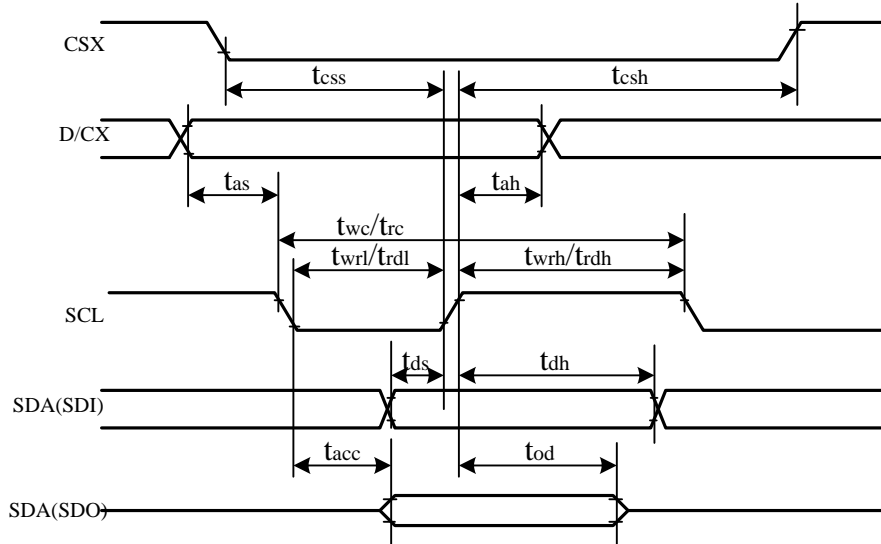 CSX
tcss
tcsh
D/CX
tas
tah
twc/trc
twrl/trdl
twrh/trdh
SCL
tds
tdh
SDA(SDI)
tacc
tod
SDA(SDO)